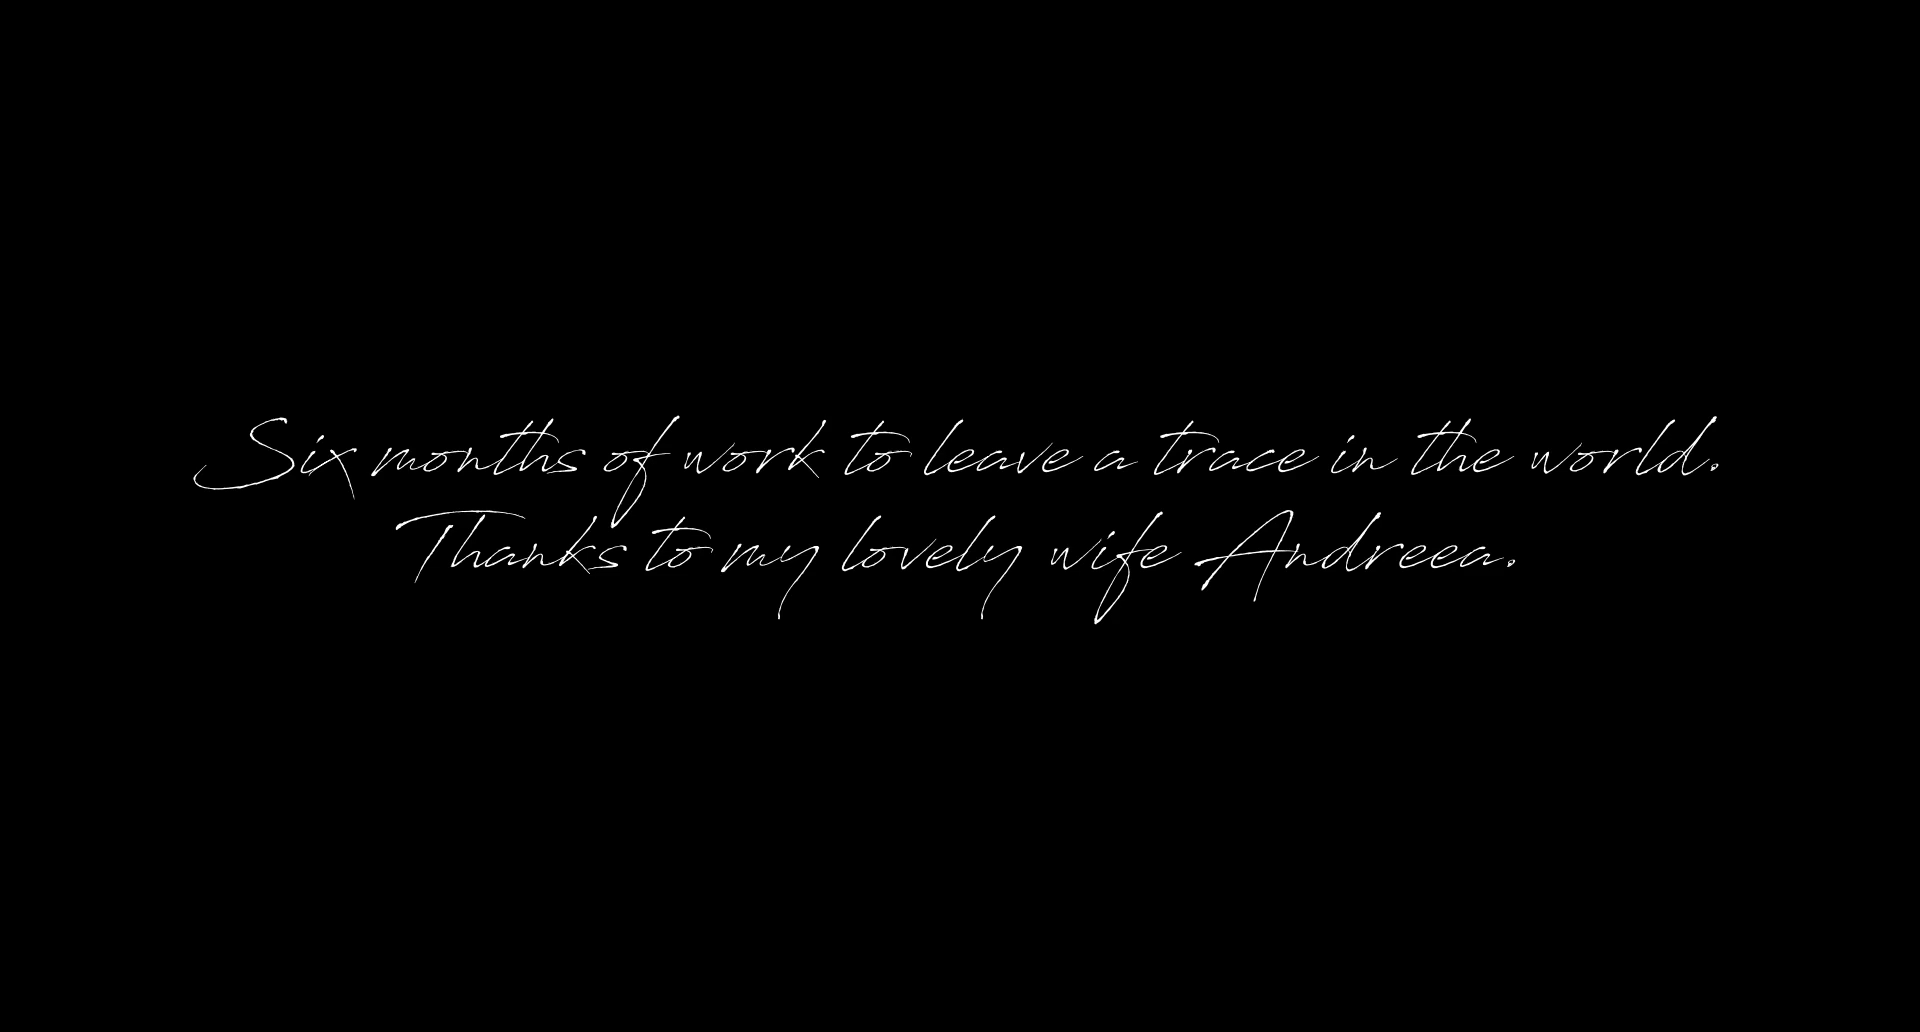 Six months of work to leave a trace in the world.
Thanks to my lovely wife Andreea.